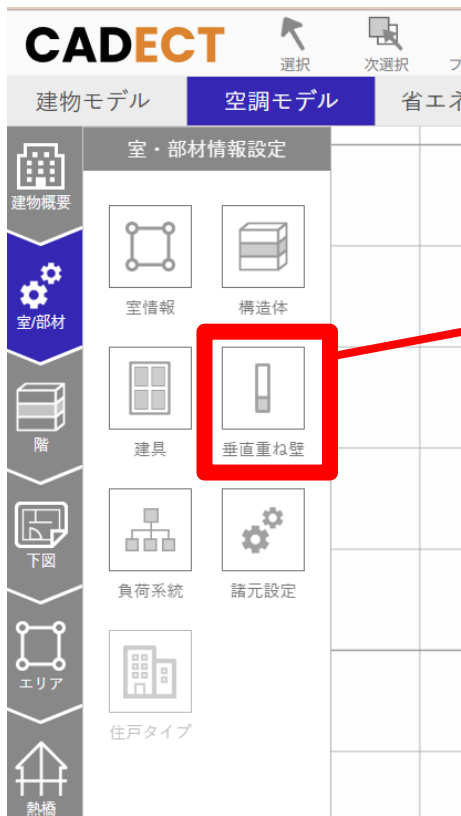 CADECT
選択
次選択
フ
建物モデル
空調モデル
省エネ
室・部材情報設定
建物概要
室情報
構造体
室/部材
建具
垂直重ね壁
階
負荷系統
諸元設定
下図
エリア
住戸タイプ
熱橋